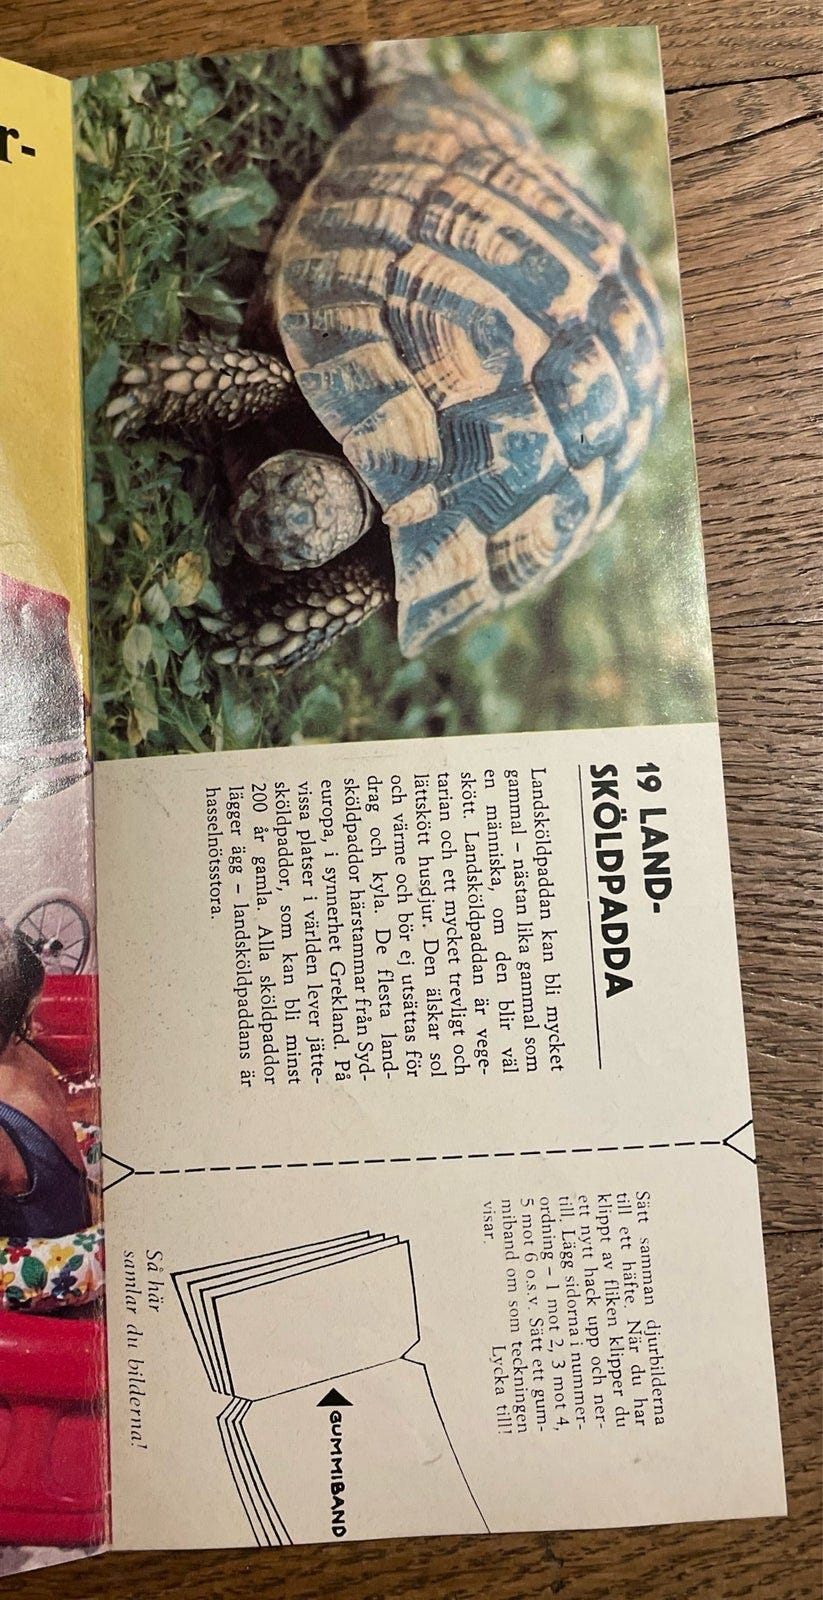 r-
19 LAND-
SKÖLDPADDA
Landsköldpaddan kan bli mycket
gammal – nästan lika gammal som
en människa, om den blir väl
skött. Landsköldpaddan är vege-
tarian och ett mycket trevligt och
lättskött husdjur. Den älskar sol
och värme och bör ej utsättas för
drag och kyla. De flesta land-
sköldpaddor härstammar från Syd-
europa, i synnerhet Grekland. På
vissa platser i världen lever jätte-
sköldpaddor, som kan bli minst
200 år gamla. Alla sköldpaddor
lägger ägg – landsköldpaddans är
hasselnötsstora.
Sätt samman djurbilderna
till ett häfte. När du har
klippt av fliken klipper du
ett nytt hack upp och ner-
till. Lägg sidorna i nummer-
ordning – 1 mot 2, 3 mot 4,
5 mot 6 o.s.v. Sätt ett gum-
miband om som teckningen
visar. Lycka till!
GUMMIBAND
Så här
samlar du bilderna!